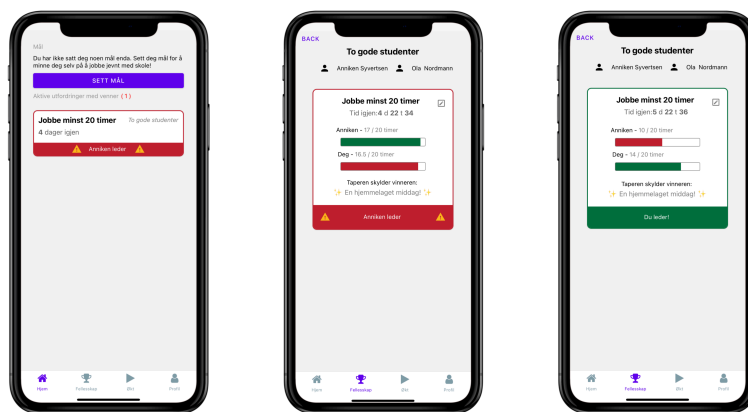 Mål
Du har ikke satt deg noen mål enda. Sett deg mål for å
minne deg selv på å jobbe jevnt med skole!
SETT MÅL
Aktive utfordringer med venner: ( 1 )
Jobbe minst 20 timer To gode studenter
4 dager igjen
Anniken leder
Hjem Fellesskap Økt Profil
BACK
To gode studenter
Anniken Syvertsen Ola Nordmann
Jobbe minst 20 timer
Tid igjen:4 d 22 t 34
Anniken - 17 / 20 timer
Deg - 16.5 / 20 timer
Taperen skylder vinneren:
✨ En hjemmelaget middag! ✨
Anniken leder
Hjem Fellesskap Økt Profil
BACK
To gode studenter
Anniken Syvertsen Ola Nordmann
Jobbe minst 20 timer
Tid igjen:5 d 22 t 36
Anniken - 10 / 20 timer
Deg - 14 / 20 timer
Taperen skylder vinneren:
✨ En hjemmelaget middag! ✨
Du leder!
Hjem Fellesskap Økt Profil